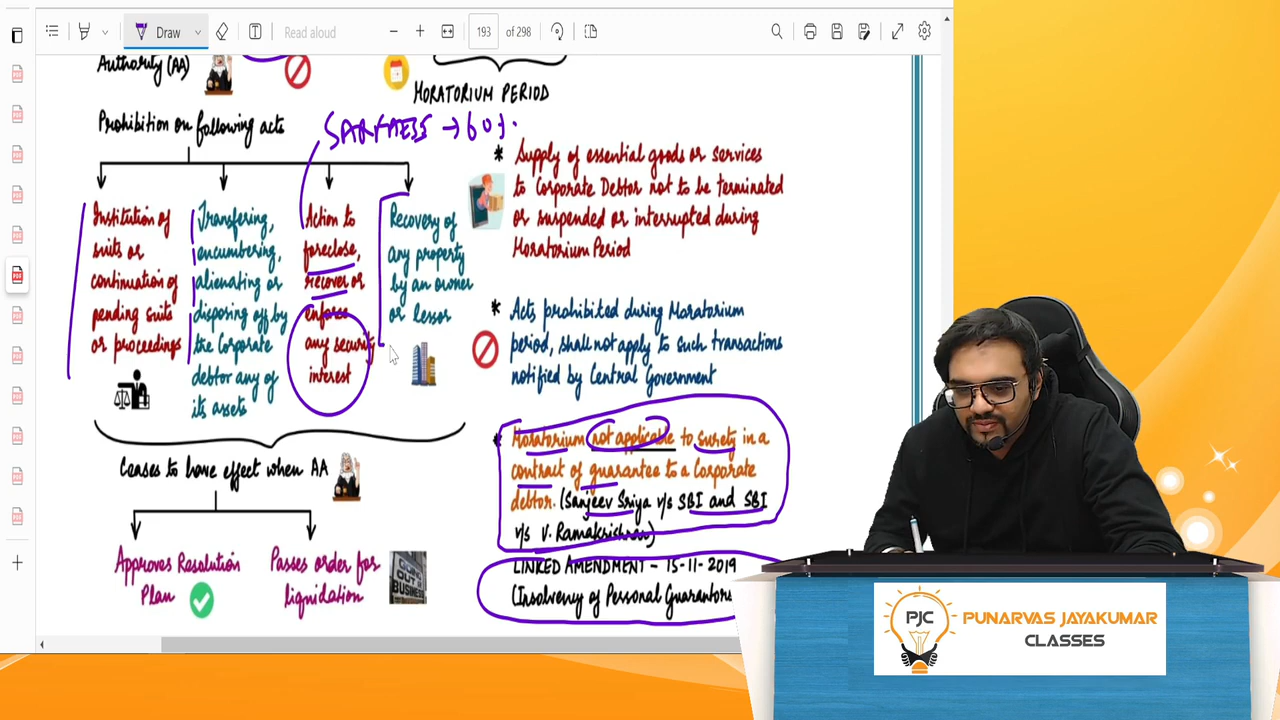 Draw
Read aloud
193
of 298
Authority (AA)
MORATORIUM PERIOD
Prohibition on following acts
SARFAESI → 60%.
Institution of
suits or
continuation of
pending suits
or proceedings
Transfering,
encumbering,
alienating or
disposing off by
the Corporate
debtor any of
its assets
Action to
foreclose,
recover or
enforce
any security
interest
Recovery of
any property
by an owner
or lessor
Ceases to have effect when AA
Approves Resolution
Plan
Passes order for
liquidation
* Supply of essential goods or services
to Corporate Debtor not to be terminated
or suspended or interrupted during
Moratorium Period
* Acts prohibited during Moratorium
period, shall not apply to such transactions
notified by Central Government
Moratorium not applicable to surety in a
contract of guarantee to a Corporate
debtor. (Sanjeev Sriya v/s SBI and SBI
v/s V. Ramakrishnan)
LINKED AMENDMENT - 15-11-2019
(Insolvency of Personal Guarantors
PJC
PUNARVAS JAYAKUMAR
CLASSES